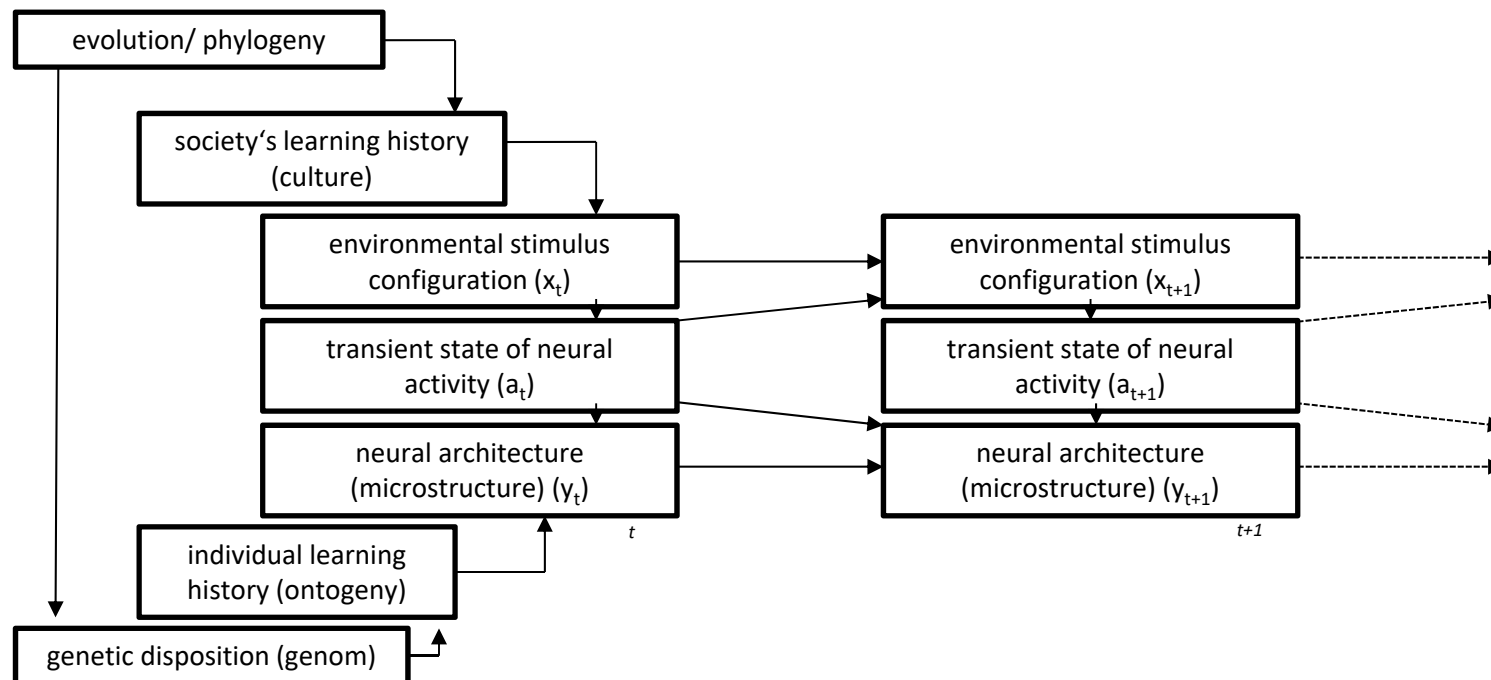 evolution/ phylogeny
society‘s learning history
(culture)
environmental stimulus
configuration (xt)
environmental stimulus
configuration (xt+1)
transient state of neural
activity (at)
transient state of neural
activity (at+1)
neural architecture
(microstructure) (yt)
neural architecture
(microstructure) (yt+1)
t
t+1
individual learning
history (ontogeny)
genetic disposition (genom)